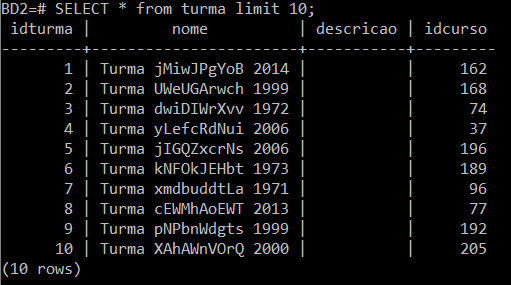 BD2=# SELECT * from turma limit 10;
 idturma |         nome          | descricao | idcurso
---------+-----------------------+-----------+---------
       1 | Turma jMiwJPgYoB 2014 |           |     162
       2 | Turma UWeUGArwch 1999 |           |     168
       3 | Turma dwiDIWrXvv 1972 |           |      74
       4 | Turma yLefcRdNui 2006 |           |      37
       5 | Turma jIGQZxcrNs 2006 |           |     196
       6 | Turma kNFOkJEHbt 1973 |           |     189
       7 | Turma xmdbuddtLa 1971 |           |      96
       8 | Turma cEWMhAoEWT 2013 |           |      77
       9 | Turma pNPbnWdgts 1999 |           |     192
      10 | Turma XAhAWnVOrQ 2000 |           |     205
(10 rows)